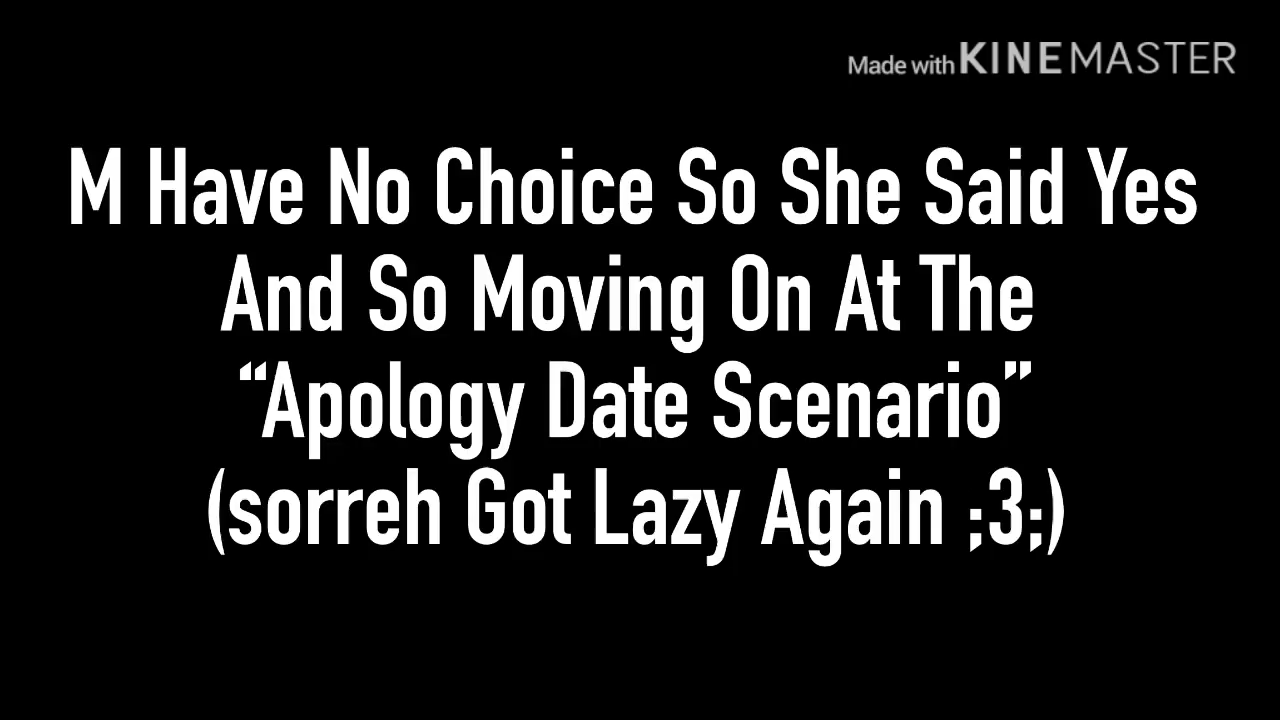 Made with KINEMASTER
M Have No Choice So She Said Yes
And So Moving On At The
“Apology Date Scenario”
(sorreh Got Lazy Again ;3;)